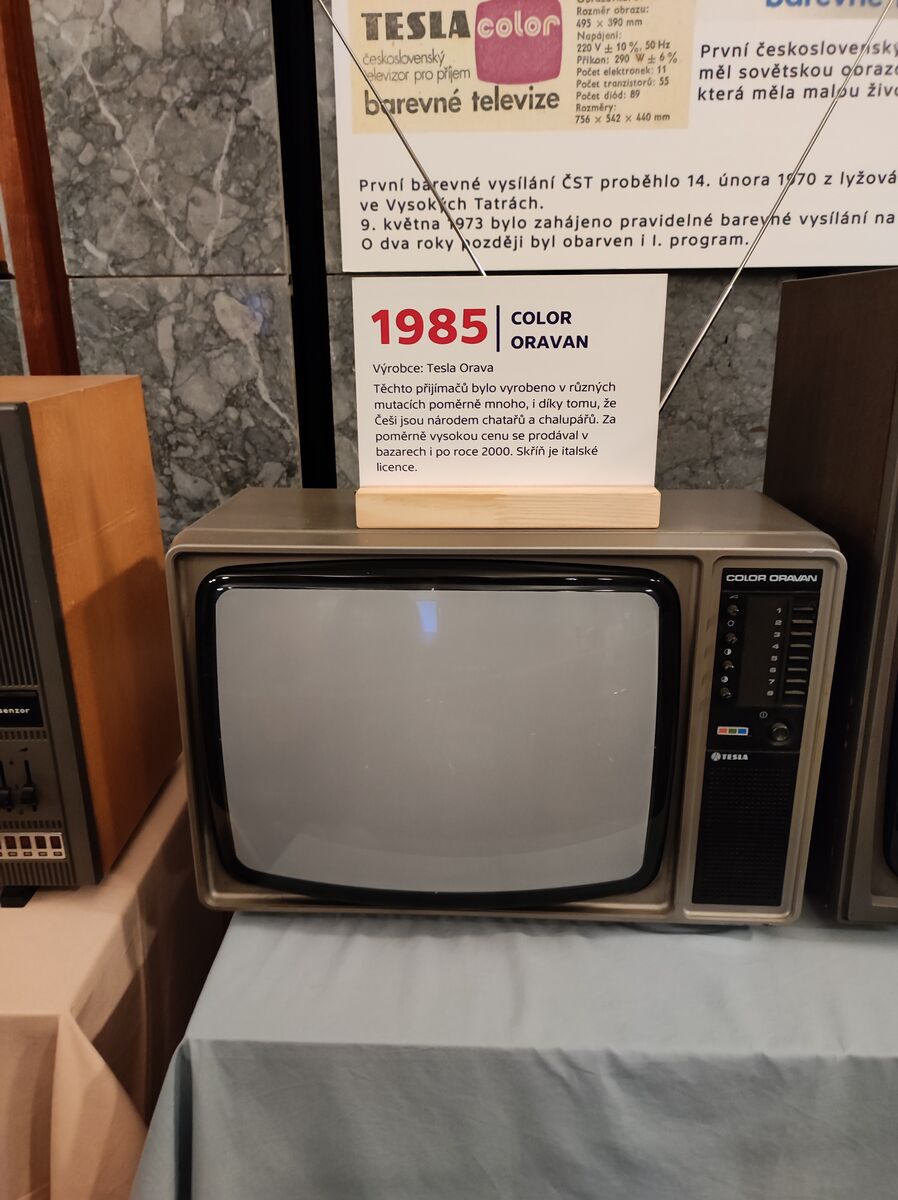 TESLA color
československý
televizor pro příjem
barevné televize
Rozměr obrazu:
495 × 390 mm
Napájení:
220 V ± 10 %, 50 Hz
Příkon: 290 W ± 6 %
Počet elektronek: 11
Počet tranzistorů: 55
Počet diód: 89
Rozměry:
756 × 542 × 440 mm
První československý
měl sovětskou obrazo
která měla malou živo
První barevné vysílání ČST proběhlo 14. února 1970 z lyžová
ve Vysokých Tatrách.
9. května 1973 bylo zahájeno pravidelné barevné vysílání na
O dva roky později byl obarven i I. program.
1985 COLOR
ORAVAN
Výrobce: Tesla Orava
Těchto přijímačů bylo vyrobeno v různých
mutacích poměrně mnoho, i díky tomu, že
Češi jsou národem chatařů a chalupářů. Za
poměrně vysokou cenu se prodával v
bazarech i po roce 2000. Skříň je italské
licence.
COLOR ORAVAN
1
2
3
4
5
6
7
8
TESLA
senzor